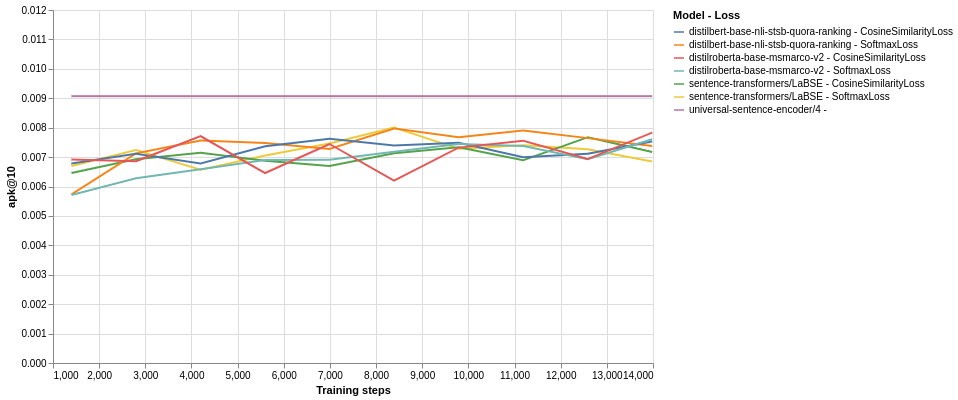 0.012
0.011
0.010
0.009
0.008
0.007
0.006
0.005
0.004
0.003
0.002
0.001
0.000
apk@10
1,000 2,000 3,000 4,000 5,000 6,000 7,000 8,000 9,000 10,000 11,000 12,000 13,000 14,000
Training steps
Model - Loss
distilbert-base-nli-stsb-quora-ranking - CosineSimilarityLoss
distilbert-base-nli-stsb-quora-ranking - SoftmaxLoss
distilroberta-base-msmarco-v2 - CosineSimilarityLoss
distilroberta-base-msmarco-v2 - SoftmaxLoss
sentence-transformers/LaBSE - CosineSimilarityLoss
sentence-transformers/LaBSE - SoftmaxLoss
universal-sentence-encoder/4 -